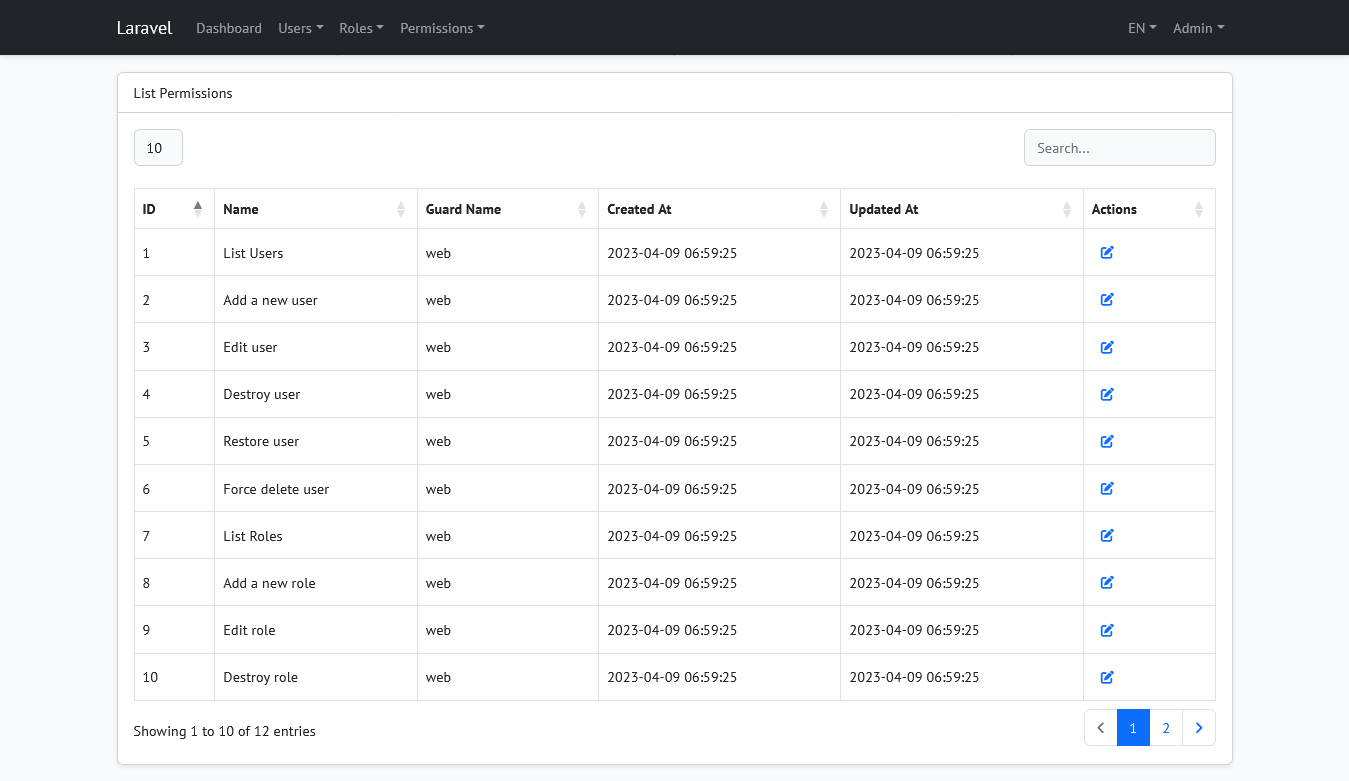 Laravel Dashboard Users Roles Permissions EN Admin
List Permissions
10 Search...
ID Name Guard Name Created At Updated At Actions
1 List Users web 2023-04-09 06:59:25 2023-04-09 06:59:25
2 Add a new user web 2023-04-09 06:59:25 2023-04-09 06:59:25
3 Edit user web 2023-04-09 06:59:25 2023-04-09 06:59:25
4 Destroy user web 2023-04-09 06:59:25 2023-04-09 06:59:25
5 Restore user web 2023-04-09 06:59:25 2023-04-09 06:59:25
6 Force delete user web 2023-04-09 06:59:25 2023-04-09 06:59:25
7 List Roles web 2023-04-09 06:59:25 2023-04-09 06:59:25
8 Add a new role web 2023-04-09 06:59:25 2023-04-09 06:59:25
9 Edit role web 2023-04-09 06:59:25 2023-04-09 06:59:25
10 Destroy role web 2023-04-09 06:59:25 2023-04-09 06:59:25
Showing 1 to 10 of 12 entries 1 2